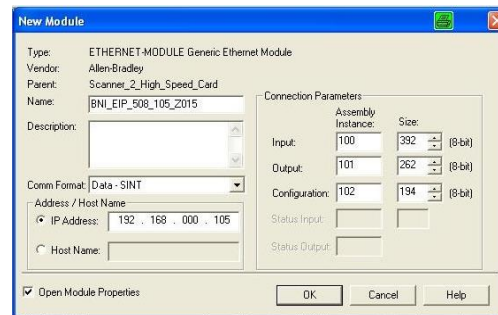 New Module
Type: ETHERNET-MODULE Generic Ethernet Module
Vendor: Allen-Bradley
Parent: Scanner_2_High_Speed_Card
Name: BNI_EIP_508_105_Z015
Description:
Comm Format: Data - SINT
Address / Host Name
IP Address: 192 . 168 . 000 . 105
Host Name:
Connection Parameters
Assembly Instance: Size:
Input: 100 392 (8-bit)
Output: 101 262 (8-bit)
Configuration: 102 194 (8-bit)
Status Input:
Status Output:
Open Module Properties
OK Cancel Help